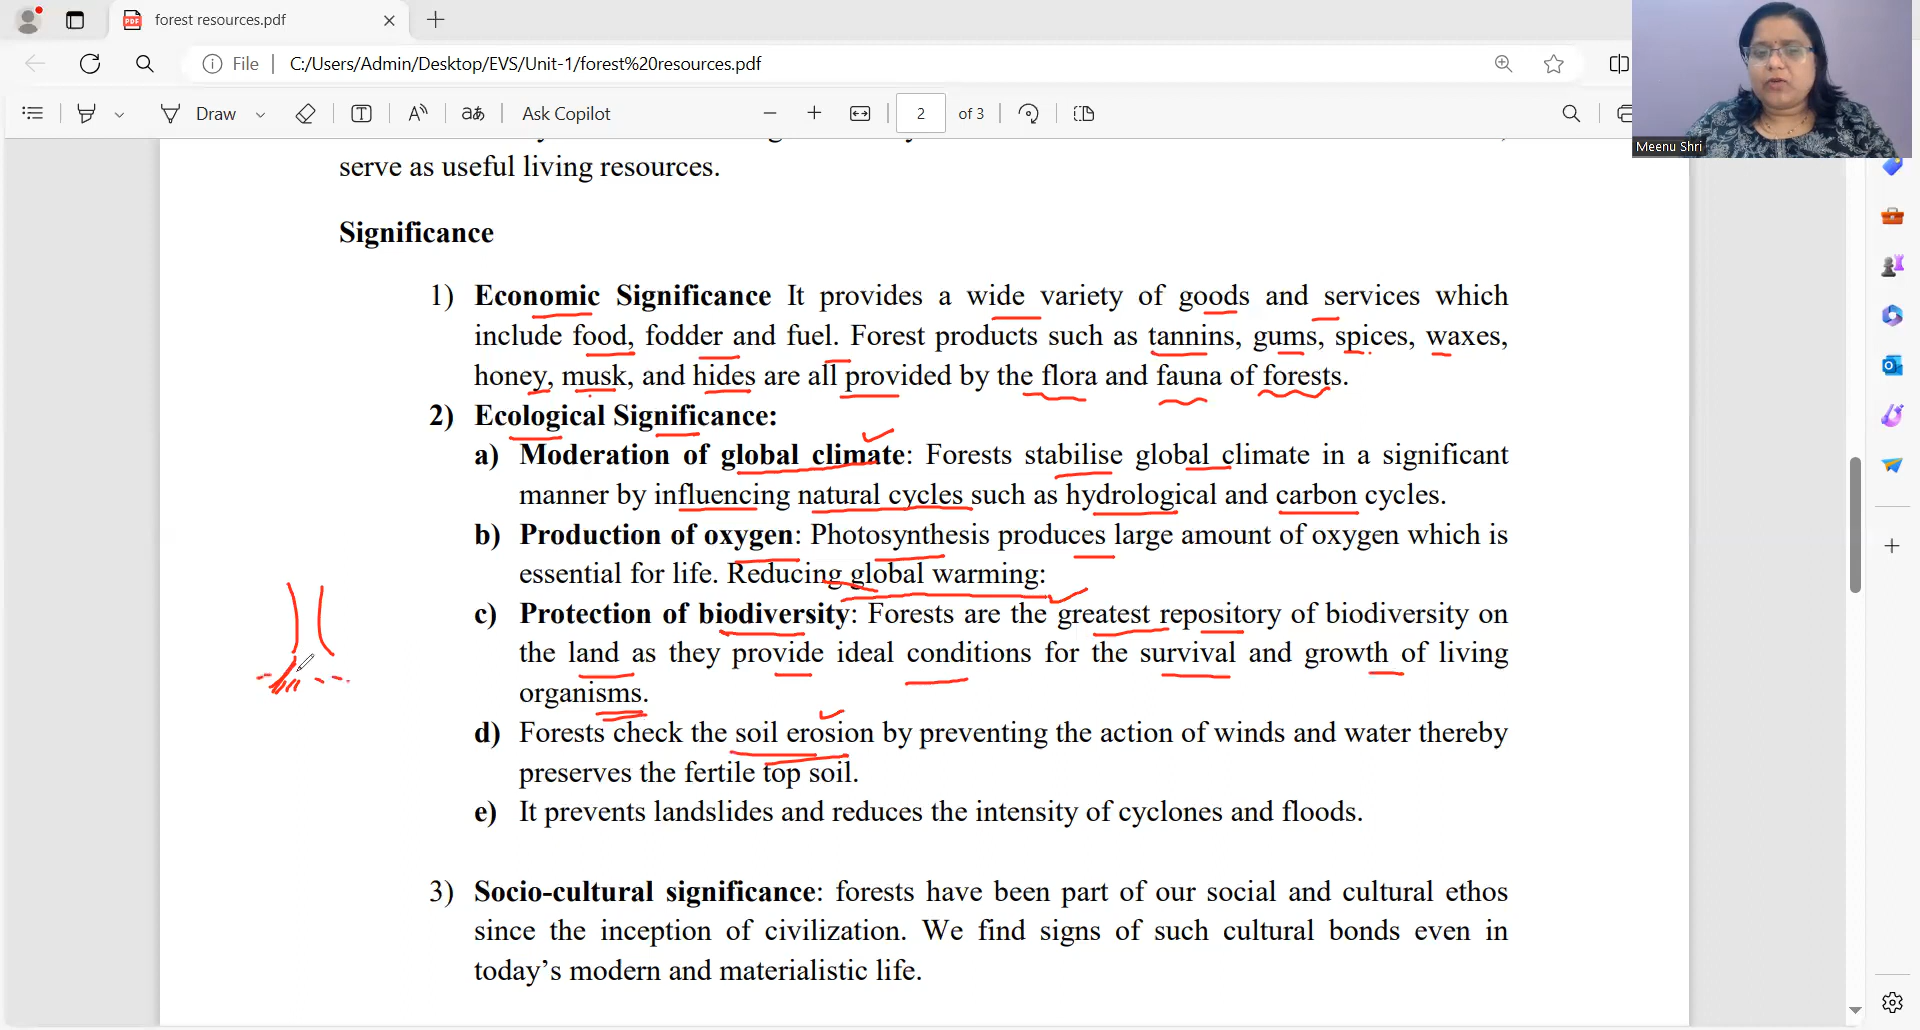 forest resources.pdf
File
C:/Users/Admin/Desktop/EVS/Unit-1/forest%20resources.pdf
Draw
Ask Copilot
2 of 3
Meenu Shri
serve as useful living resources.
Significance
1) Economic Significance It provides a wide variety of goods and services which
include food, fodder and fuel. Forest products such as tannins, gums, spices, waxes,
honey, musk, and hides are all provided by the flora and fauna of forests.
2) Ecological Significance:
a) Moderation of global climate: Forests stabilise global climate in a significant
manner by influencing natural cycles such as hydrological and carbon cycles.
b) Production of oxygen: Photosynthesis produces large amount of oxygen which is
essential for life. Reducing global warming:
c) Protection of biodiversity: Forests are the greatest repository of biodiversity on
the land as they provide ideal conditions for the survival and growth of living
organisms.
d) Forests check the soil erosion by preventing the action of winds and water thereby
preserves the fertile top soil.
e) It prevents landslides and reduces the intensity of cyclones and floods.
3) Socio-cultural significance: forests have been part of our social and cultural ethos
since the inception of civilization. We find signs of such cultural bonds even in
today’s modern and materialistic life.